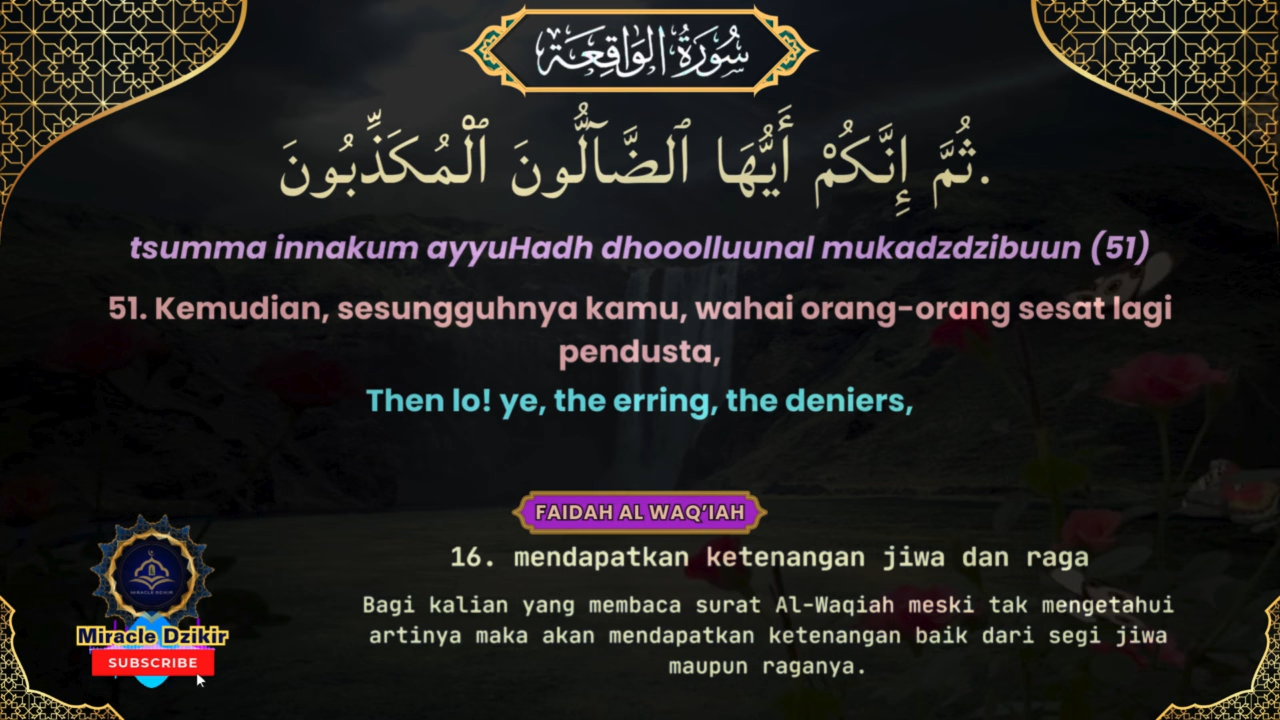 سُورَةُ الوَاقِعَة
ثُمَّ إِنَّكُمْ أَيُّهَا ٱلضَّآلُّونَ ٱلْمُكَذِّبُونَ.
tsumma innakum ayyuHadh dhooolluunal mukadzdzibuun (51)
51. Kemudian, sesungguhnya kamu, wahai orang-orang sesat lagi
pendusta,
Then lo! ye, the erring, the deniers,
FAIDAH AL WAQ’IAH
16. mendapatkan ketenangan jiwa dan raga
Bagi kalian yang membaca surat Al-Waqiah meski tak mengetahui
artinya maka akan mendapatkan ketenangan baik dari segi jiwa
maupun raganya.
MIRACLE DZIKIR
Miracle Dzikir
SUBSCRIBE